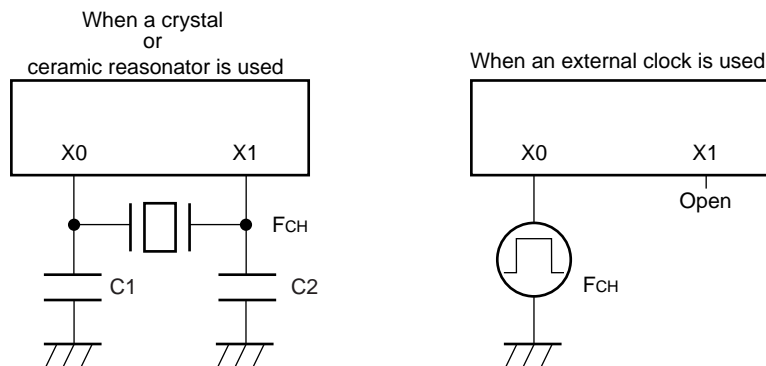 When a crystal
or
ceramic reasonator is used
X0 X1
FCH
C1 C2
When an external clock is used
X0 X1
Open
FCH